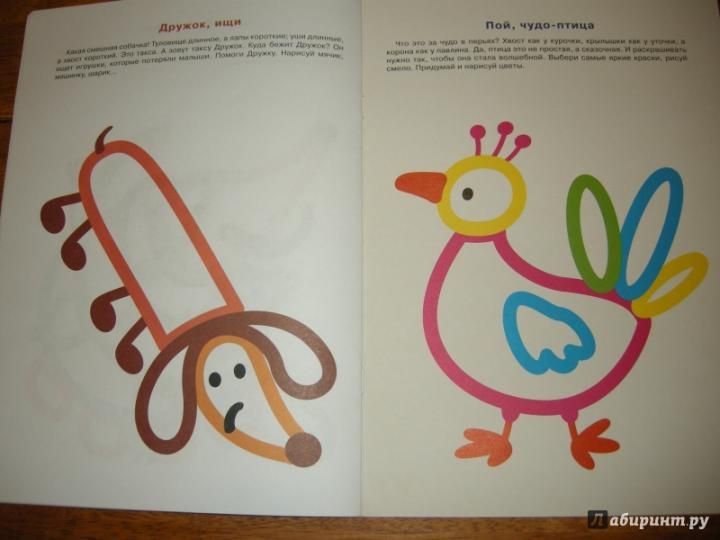 Дружок, ищи
Какая смешная собачка! Туловище длинное, а лапы короткие; уши длинные,
а хвост короткий. Это такса. А зовут таксу Дружок. Куда бежит Дружок? Он
ищет игрушки, которые потеряли малыши. Помоги Дружку. Нарисуй мячик,
машинку, шарик...
Пой, чудо-птица
Что это за чудо в перьях? Хвост как у курочки, крылышки как у уточки, а
корона как у павлина. Да, птица это не простая, а сказочная. И раскрашивать
нужно так, чтобы она стала волшебной. Выбери самые яркие краски, рисуй
смело. Придумай и нарисуй цветы.
Лабиринт.ру